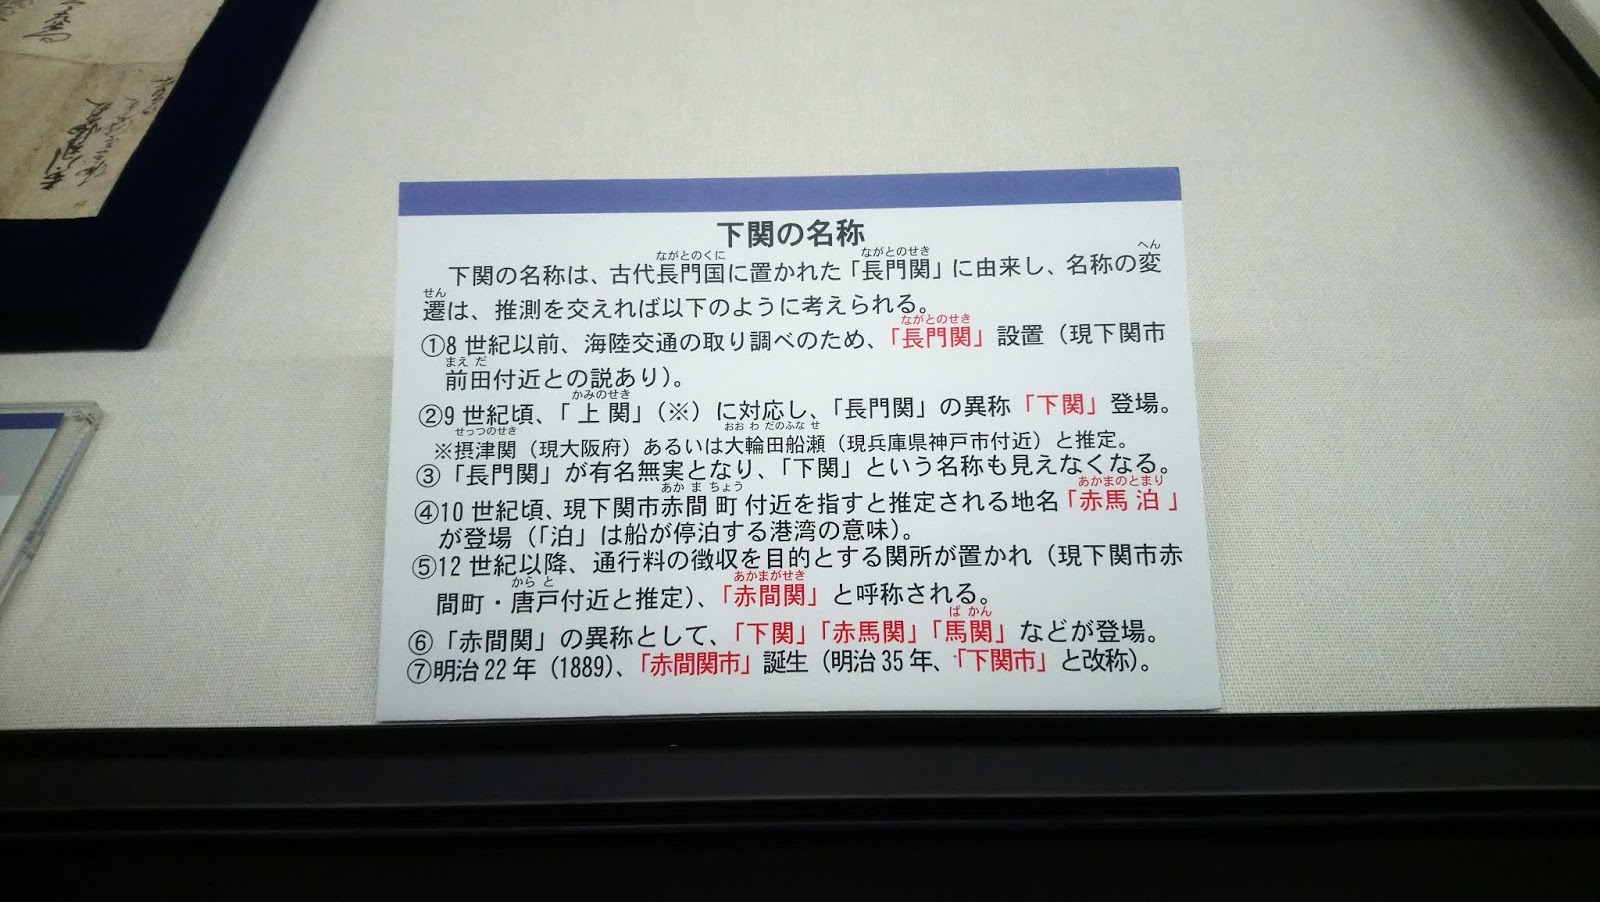 下関の名称
下関の名称は、古代長門国に置かれた「長門関」に由来し、名称の変
遷は、推測を交えれば以下のように考えられる。
①8世紀以前、海陸交通の取り調べのため、「長門関」設置（現下関市
前田付近との説あり）。
②9世紀頃、「上関」（※）に対応し、「長門関」の異称「下関」登場。
※摂津関（現大阪府）あるいは大輪田船瀬（現兵庫県神戸市付近）と推定。
③「長門関」が有名無実となり、「下関」という名称も見えなくなる。
④10世紀頃、現下関市赤間町付近を指すと推定される地名「赤馬泊」
が登場（「泊」は船が停泊する港湾の意味）。
⑤12世紀以降、通行料の徴収を目的とする関所が置かれ（現下関市赤
間町・唐戸付近と推定）、「赤間関」と呼称される。
⑥「赤間関」の異称として、「下関」「赤馬関」「馬関」などが登場。
⑦明治22年（1889）、「赤間関市」誕生（明治35年、「下関市」と改称）。